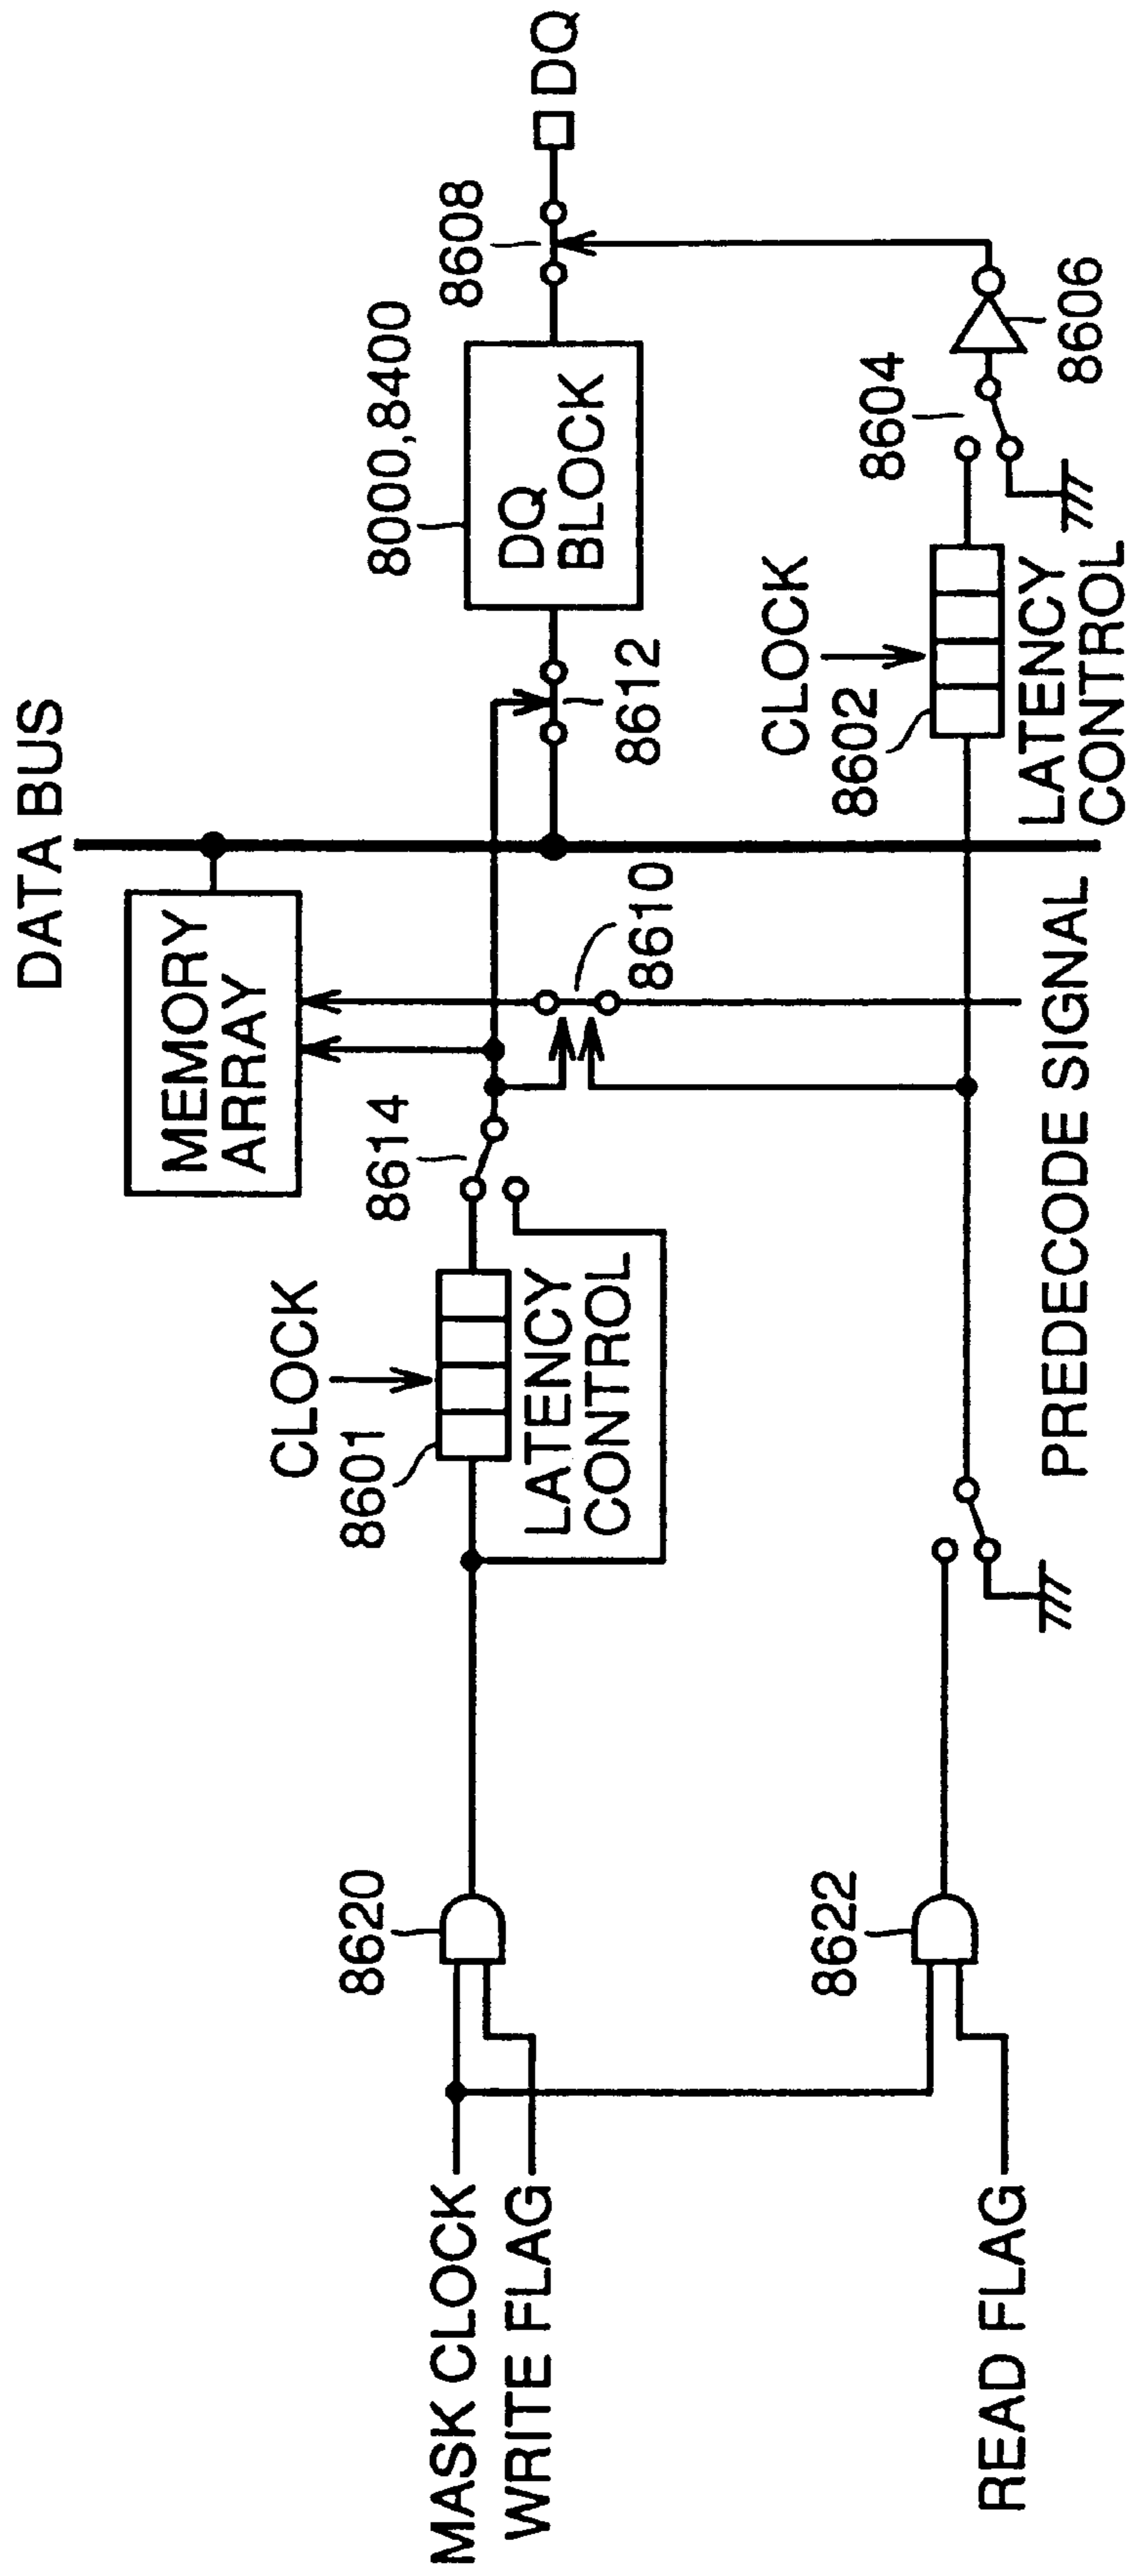 DATA BUS
MEMORY
ARRAY
CLOCK
8601
LATENCY
CONTROL
8614
8610
8612
8000,8400
DQ
BLOCK
8608
DQ
8620
MASK CLOCK
WRITE FLAG
CLOCK
8602
LATENCY
CONTROL
8604
8606
PREDECODE SIGNAL
8622
READ FLAG